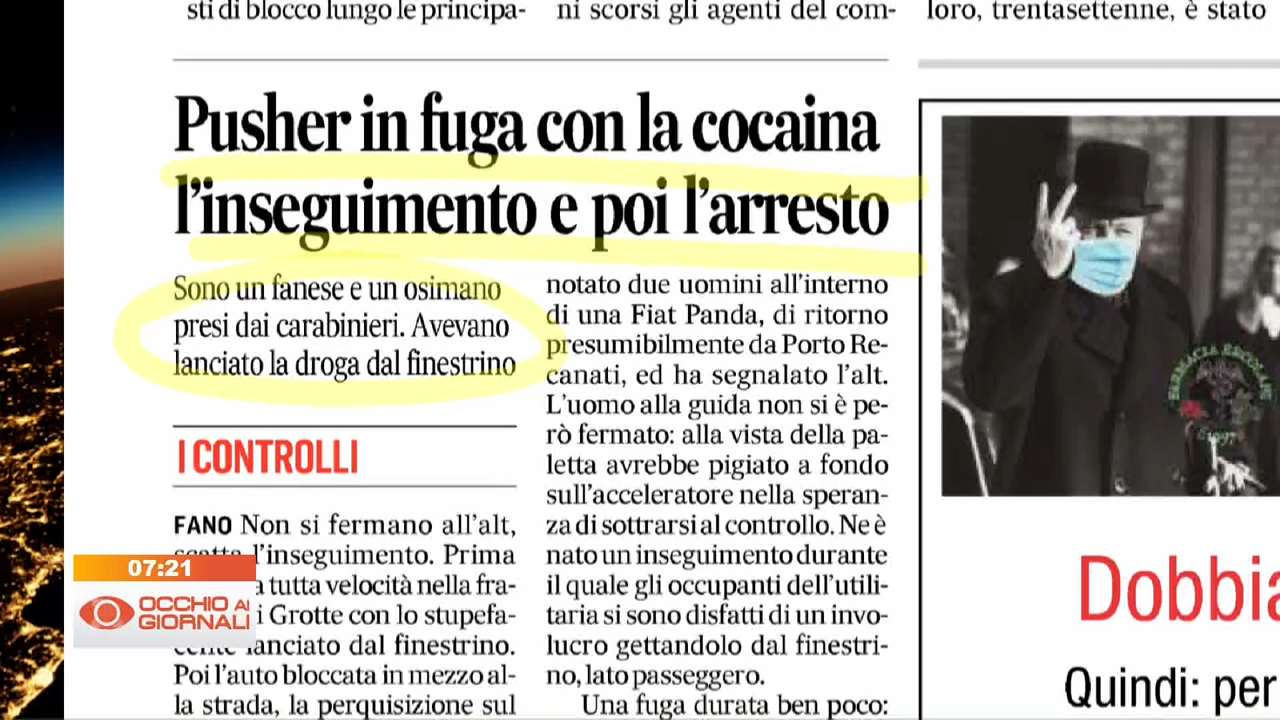 sti di blocco lungo le principa-
ni scorsi gli agenti del com-
loro, trentasettenne, è stato
Pusher in fuga con la cocaina
l’inseguimento e poi l’arresto
Sono un fanese e un osimano
presi dai carabinieri. Avevano
lanciato la droga dal finestrino
I CONTROLLI
FANO Non si fermano all’alt,
scatta l’inseguimento. Prima
a tutta velocità nella fra-
i Grotte con lo stupefa-
cente lanciato dal finestrino.
Poi l’auto bloccata in mezzo al-
la strada, la perquisizione sul
notato due uomini all’interno
di una Fiat Panda, di ritorno
presumibilmente da Porto Re-
canati, ed ha segnalato l’alt.
L’uomo alla guida non si è pe-
rò fermato: alla vista della pa-
letta avrebbe pigiato a fondo
sull’acceleratore nella speran-
za di sottrarsi al controllo. Ne è
nato un inseguimento durante
il quale gli occupanti dell’utili-
taria si sono disfatti di un invo-
lucro gettandolo dal finestri-
no, lato passeggero.
Una fuga durata ben poco:
Dobbia
Quindi: per
07:21
OCCHIO AI
GIORNALI